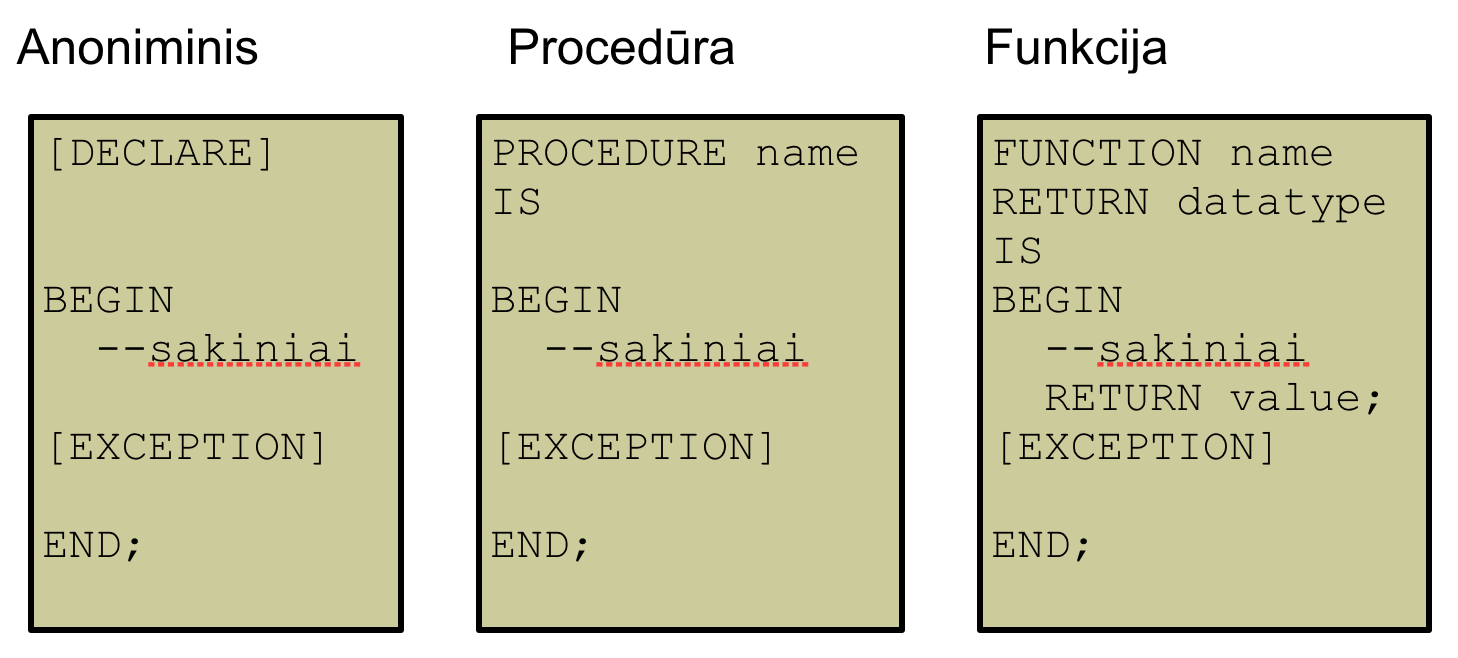 Anoniminis
[DECLARE]
BEGIN
--sakiniai
[EXCEPTION]
END;
Procedūra
PROCEDURE name
IS
BEGIN
--sakiniai
[EXCEPTION]
END;
Funkcija
FUNCTION name
RETURN datatype
IS
BEGIN
--sakiniai
RETURN value;
[EXCEPTION]
END;